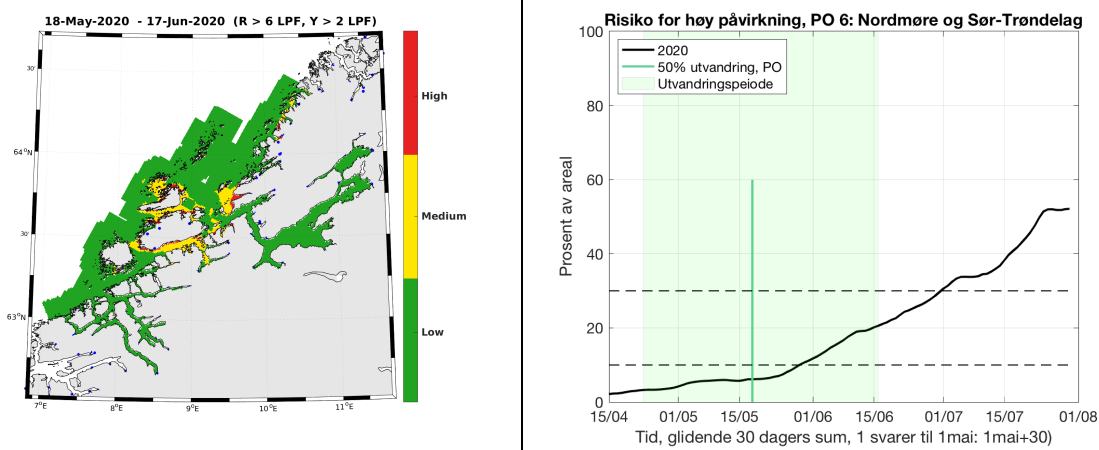 18-May-2020 - 17-Jun-2020 (R > 6 LPF, Y > 2 LPF)
30'
64°N
30'
63°N
7°E
8°E
9°E
10°E
11°E
High
Medium
Low
Risiko for høy påvirkning, PO 6: Nordmøre og Sør-Trøndelag
2020
50% utvandring, PO
Utvandringspeiode
Prosent av areal
100
80
60
40
20
0
15/04
01/05
15/05
01/06
15/06
01/07
15/07
01/08
Tid, glidende 30 dagers sum, 1 svarer til 1mai: 1mai+30)